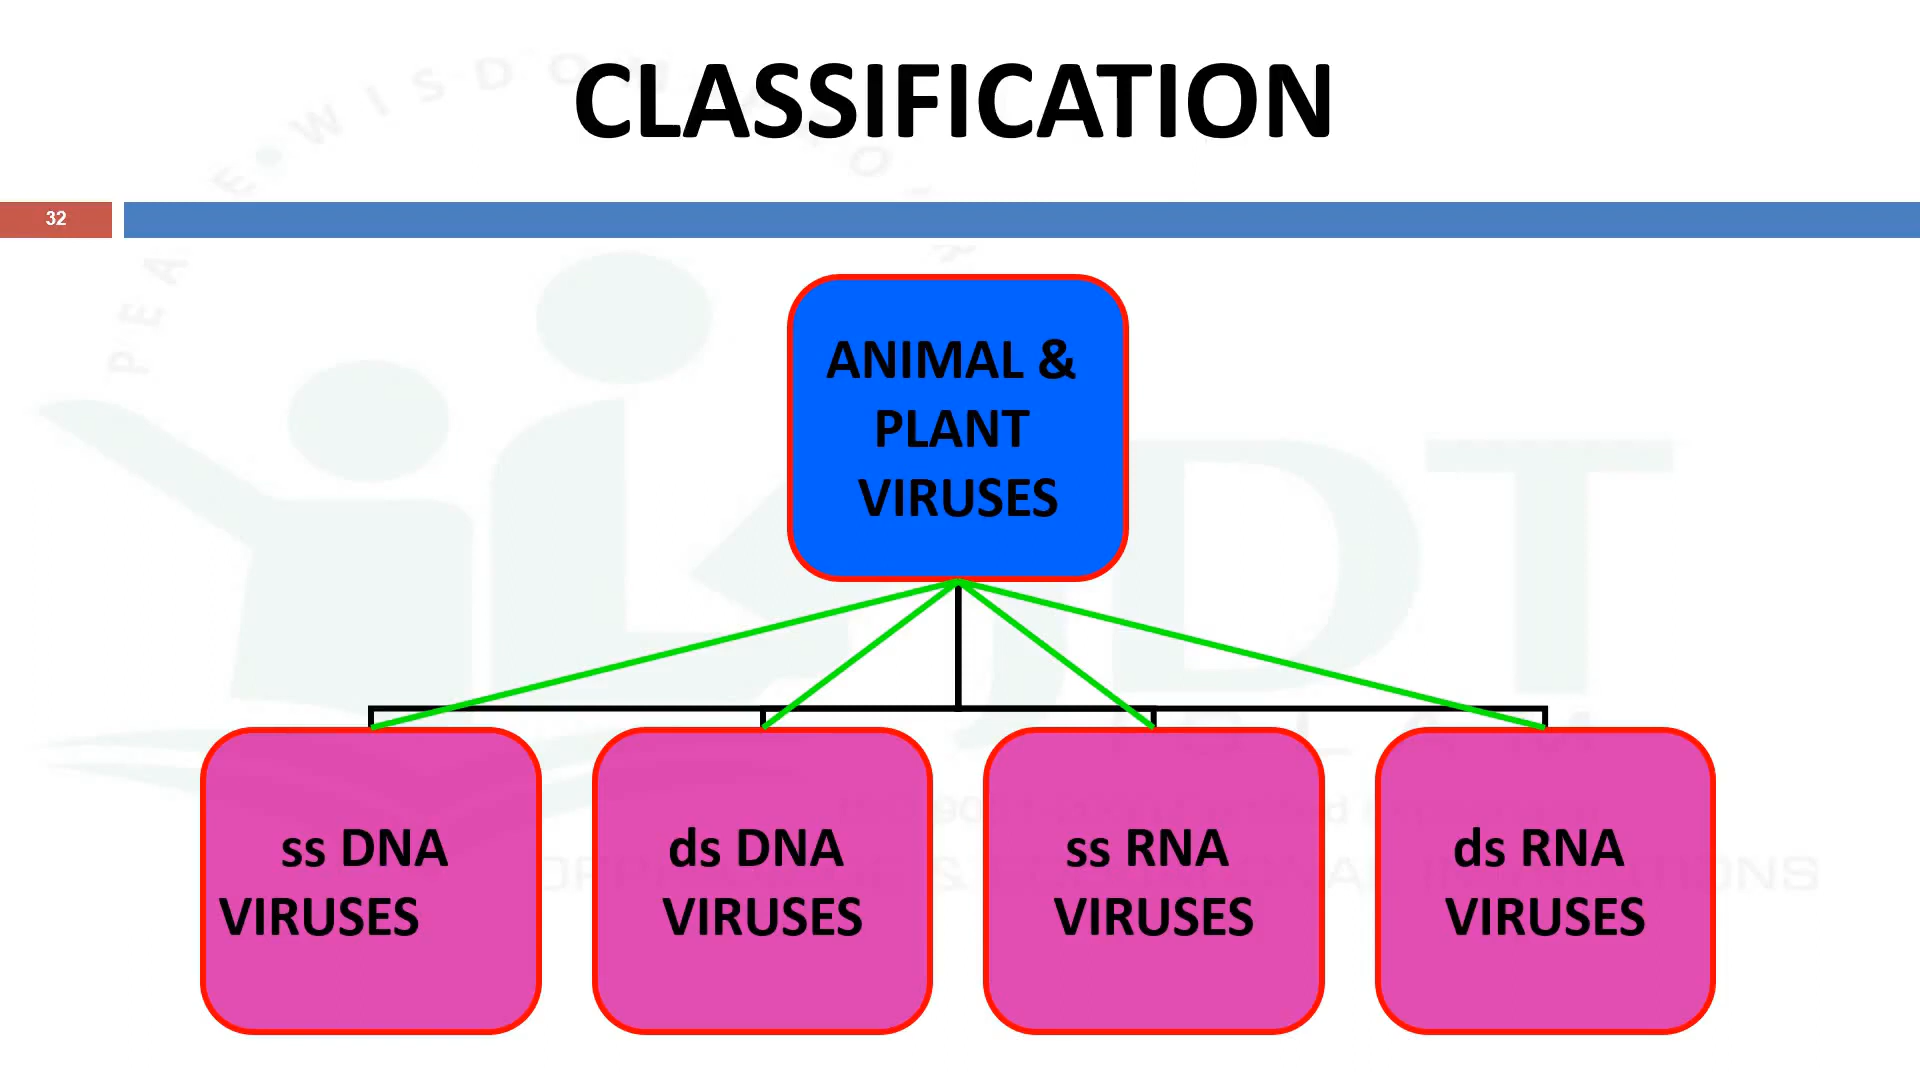 CLASSIFICATION
32
ANIMAL &
PLANT
VIRUSES
ss DNA
VIRUSES
ds DNA
VIRUSES
ss RNA
VIRUSES
ds RNA
VIRUSES